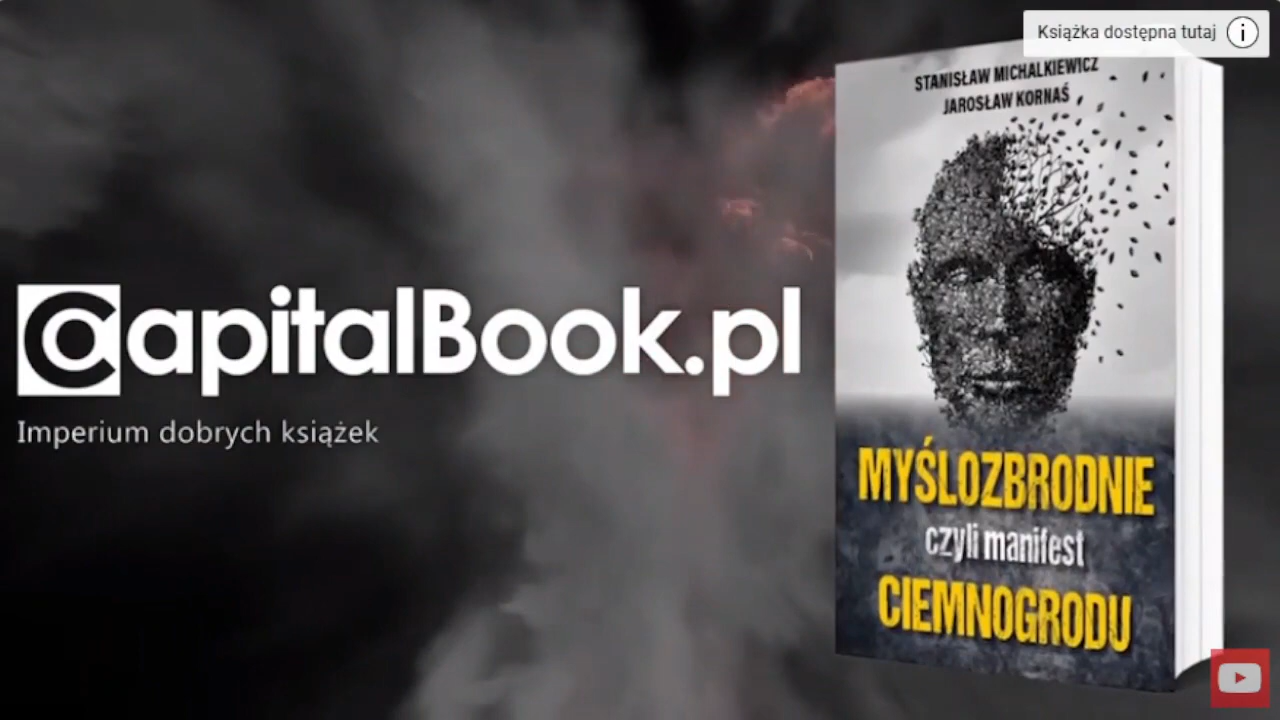 Książka dostępna tutaj
STANISŁAW MICHALKIEWICZ
JAROSŁAW KORNAŚ
CapitalBook.pl
Imperium dobrych książek
MYŚLOZBRODNIE
czyli manifest
CIEMNOGRODU